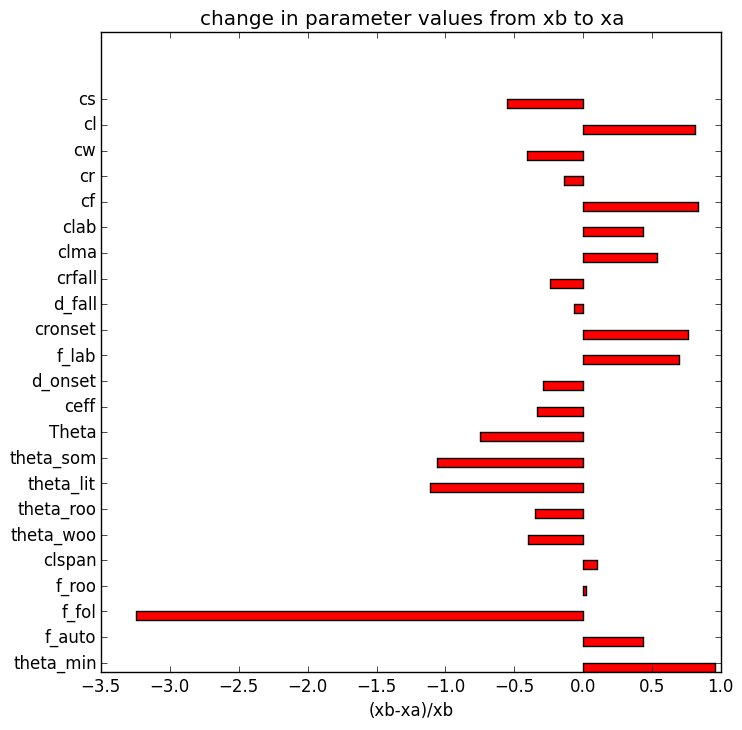 change in parameter values from xb to xa
cs
cl
cw
cr
cf
clab
clma
crfall
d_fall
cronset
f_lab
d_onset
ceff
Theta
theta_som
theta_lit
theta_roo
theta_woo
clspan
f_roo
f_fol
f_auto
theta_min
−3.5 −3.0 −2.5 −2.0 −1.5 −1.0 −0.5 0.0 0.5 1.0
(xb-xa)/xb